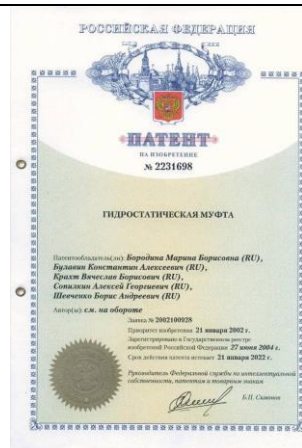 РОССИЙСКАЯ ФЕДЕРАЦИЯ
ПАТЕНТ
НА ИЗОБРЕТЕНИЕ
№ 2231698
ГИДРОСТАТИЧЕСКАЯ МУФТА
Патентообладатель(ли): Бородина Марина Борисовна (RU),
Булавин Константин Алексеевич (RU),
Крахт Вячеслав Борисович (RU),
Сопилкин Алексей Георгиевич (RU),
Шевченко Борис Андреевич (RU)
Автор(ы): см. на обороте
Заявка № 2002100928
Приоритет изобретения 21 января 2002 г.
Зарегистрировано в Государственном реестре
изобретений Российской Федерации 27 июня 2004 г.
Срок действия патента истекает 21 января 2022 г.
Руководитель Федеральной службы по интеллектуальной
собственности, патентам и товарным знакам
Б.П. Симонов